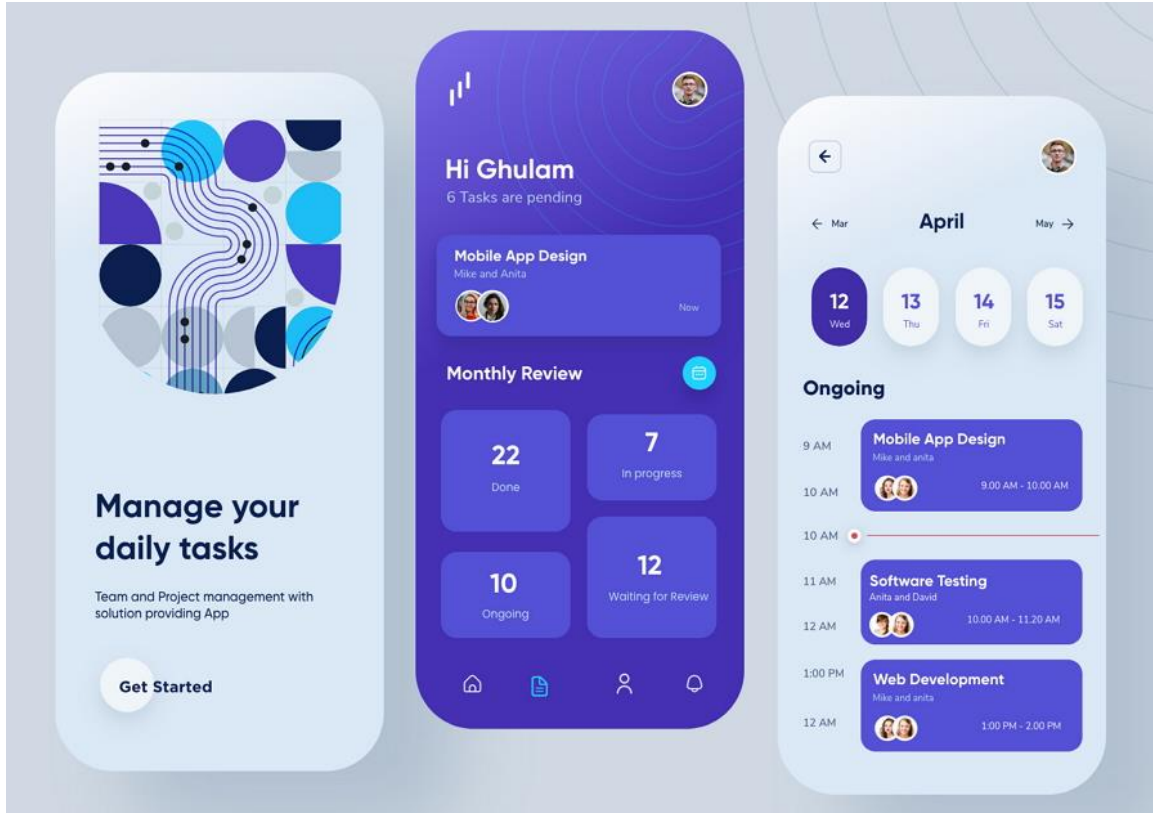 Manage your
daily tasks
Team and Project management with
solution providing App
Get Started
Hi Ghulam
6 Tasks are pending
Mobile App Design
Mike and Anita
Now
Monthly Review
22
Done
7
In progress
10
Ongoing
12
Waiting for Review
← Mar
April
May →
12
Wed
13
Thu
14
Fri
15
Sat
Ongoing
9 AM
Mobile App Design
Mike and anita
10 AM
9.00 AM - 10.00 AM
10 AM
11 AM
Software Testing
Anita and David
12 AM
10.00 AM - 11.20 AM
1:00 PM
Web Development
Mike and anita
12 AM
1:00 PM - 2.00 PM